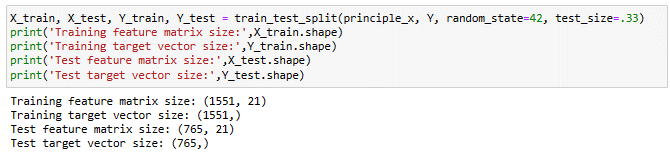 X_train, X_test, Y_train, Y_test = train_test_split(principle_x, Y, random_state=42, test_size=.33)
print('Training feature matrix size:',X_train.shape)
print('Training target vector size:',Y_train.shape)
print('Test feature matrix size:',X_test.shape)
print('Test target vector size:',Y_test.shape)
Training feature matrix size: (1551, 21)
Training target vector size: (1551,)
Test feature matrix size: (765, 21)
Test target vector size: (765,)